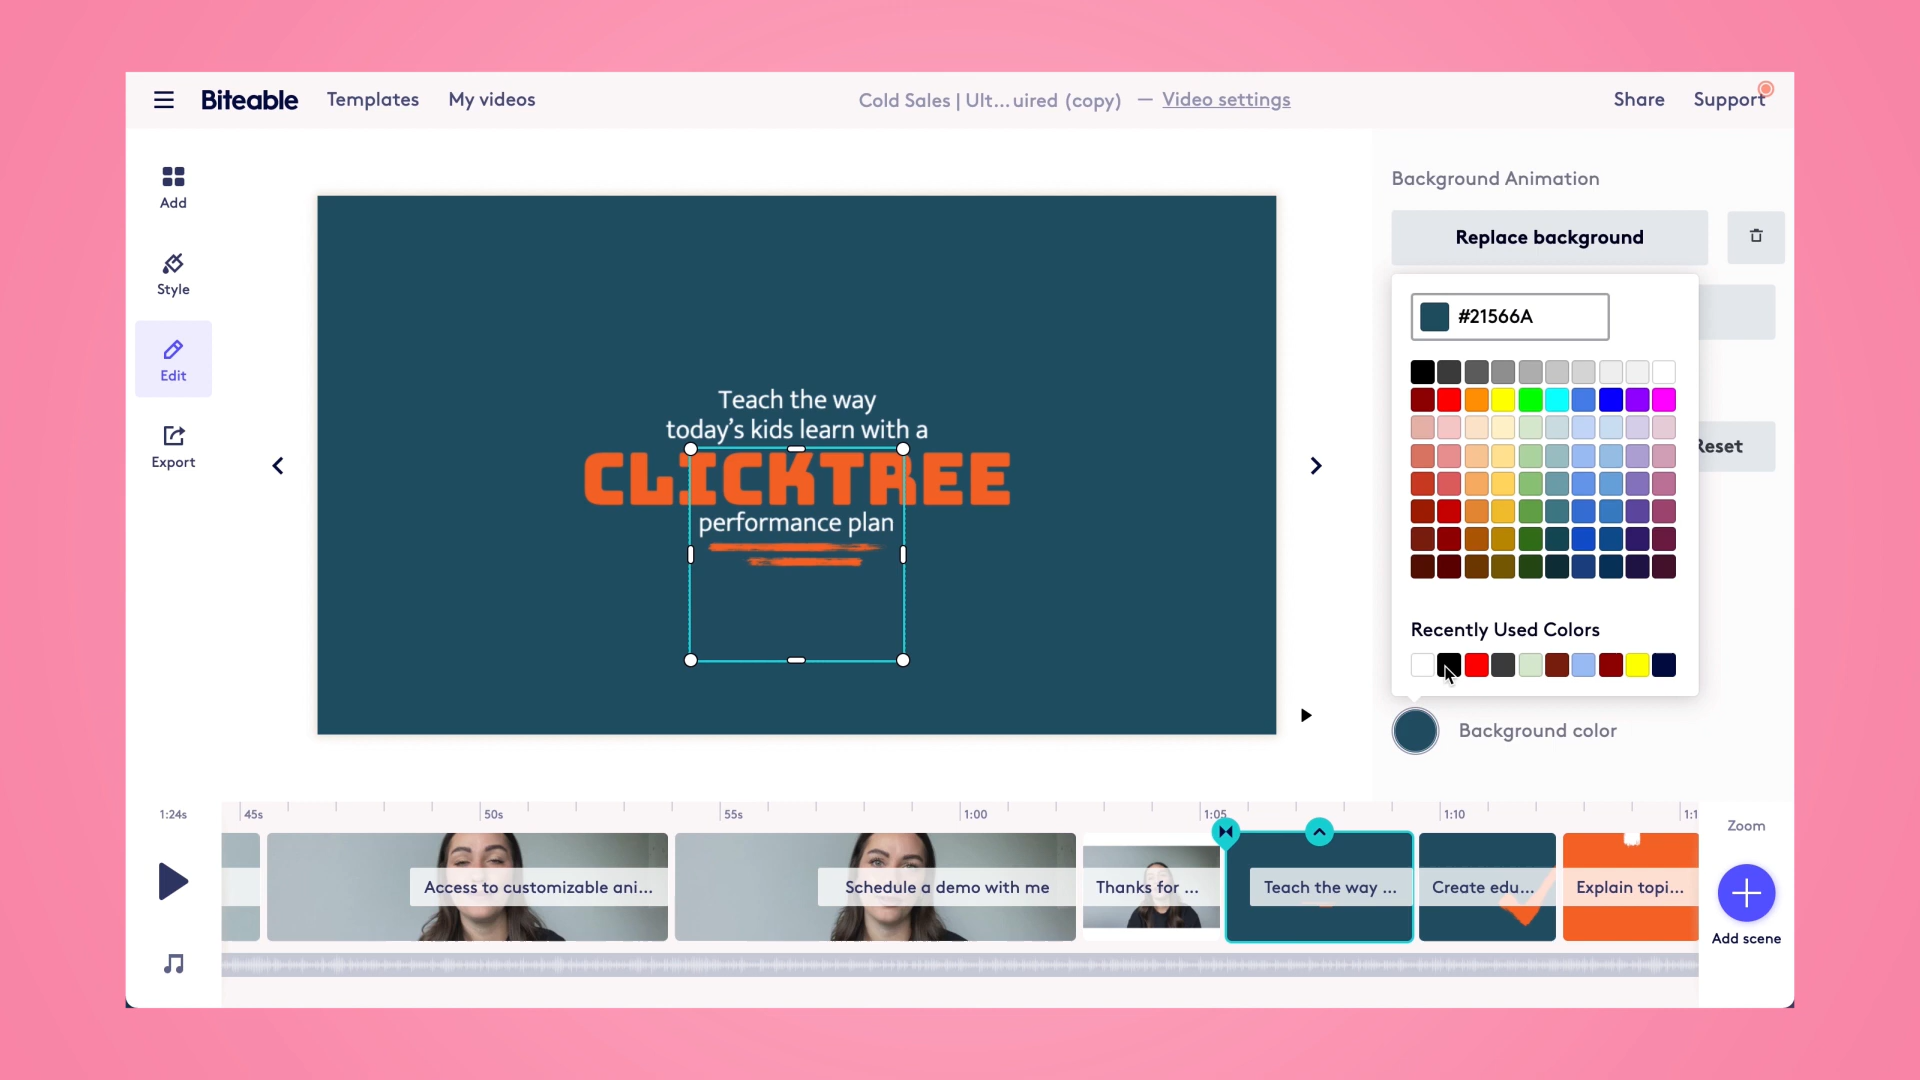 Biteable
Templates
My videos
Cold Sales | Ult...uired (copy)
— Video settings
Share
Support
Add
Style
Edit
Export
Teach the way
today's kids learn with a
CLICKTREE
performance plan
Background Animation
Replace background
#21566A
Reset
Recently Used Colors
Background color
1:24s
45s
50s
55s
1:00
1:05
1:10
1:1
Zoom
Access to customizable ani...
Schedule a demo with me
Thanks for ...
Teach the way ...
Create edu...
Explain topi...
Add scene